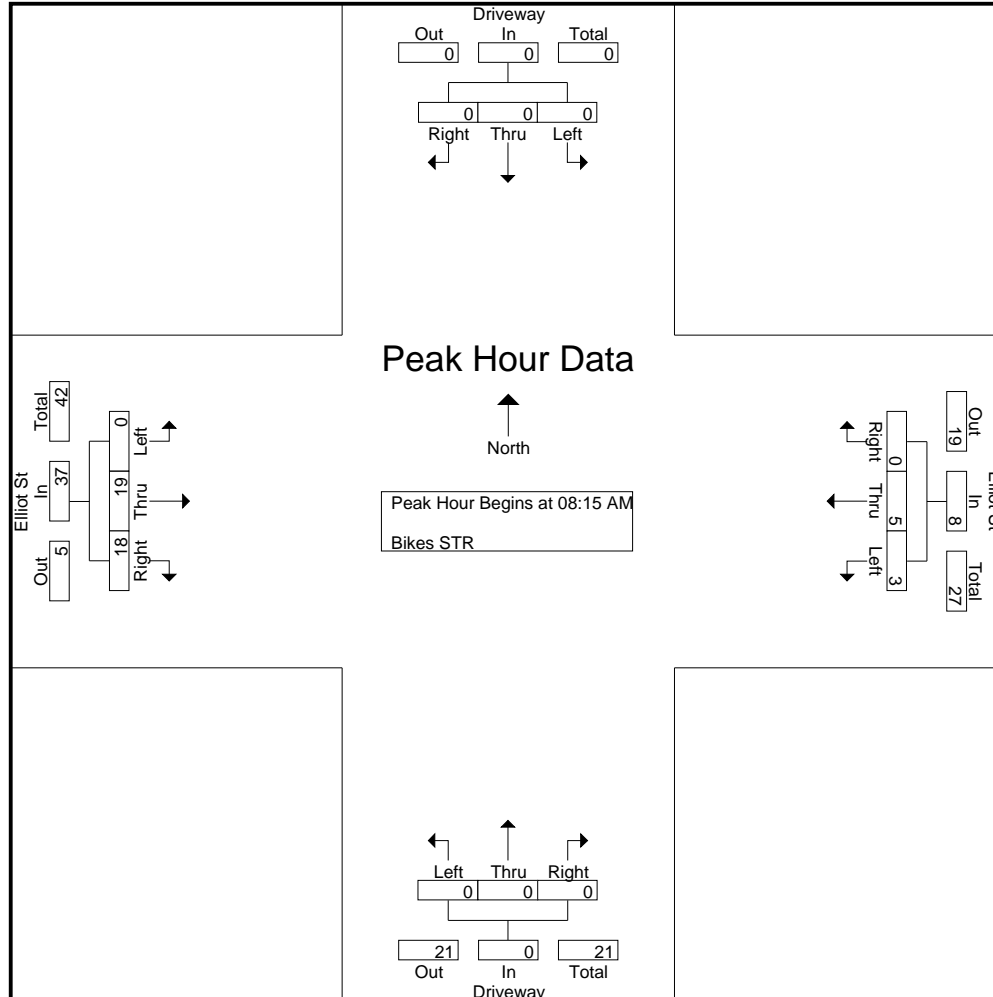 Driveway
Out In Total
0 0 0
0 0 0
Right Thru Left
Peak Hour Data
North
Peak Hour Begins at 08:15 AM
Bikes STR
Elliot St
Total In Out
42 37 5
0 19 18
Left Thru Right
Right Thru Left
0 5 3
19 8 27
Out In Total
Elliot St
Left Thru Right
0 0 0
21 0 21
Out In Total
Driveway